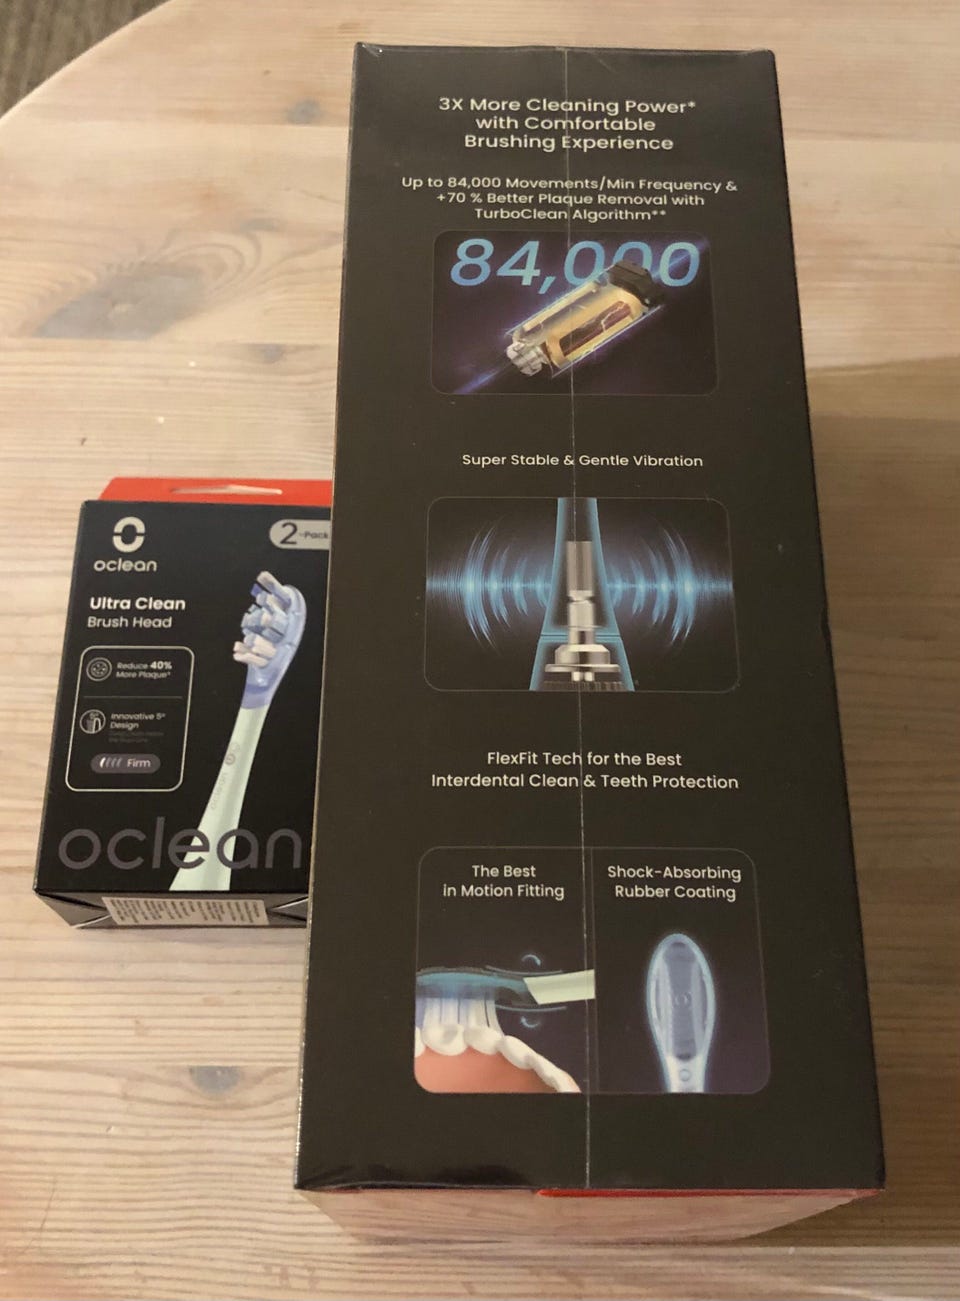 3X More Cleaning Power*
with Comfortable
Brushing Experience
Up to 84,000 Movements/Min Frequency &
+70 % Better Plaque Removal with
TurboClean Algorithm**
84,000
Super Stable & Gentle Vibration
FlexFit Tech for the Best
Interdental Clean & Teeth Protection
The Best
in Motion Fitting
Shock-Absorbing
Rubber Coating
oclean
2-Pack
Ultra Clean
Brush Head
Reduce 40%
More Plaque*
Innovative 5°
Design
Firm
oclean
oclean